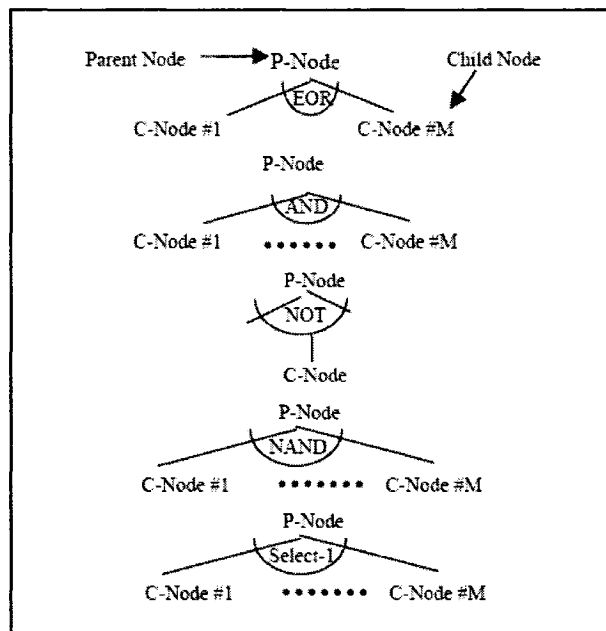 Parent Node P-Node Child Node
EOR
C-Node #1 C-Node #M
P-Node
AND
C-Node #1 ...... C-Node #M
P-Node
NOT
C-Node
P-Node
NAND
C-Node #1 ....... C-Node #M
P-Node
Select-1
C-Node #1 ....... C-Node #M